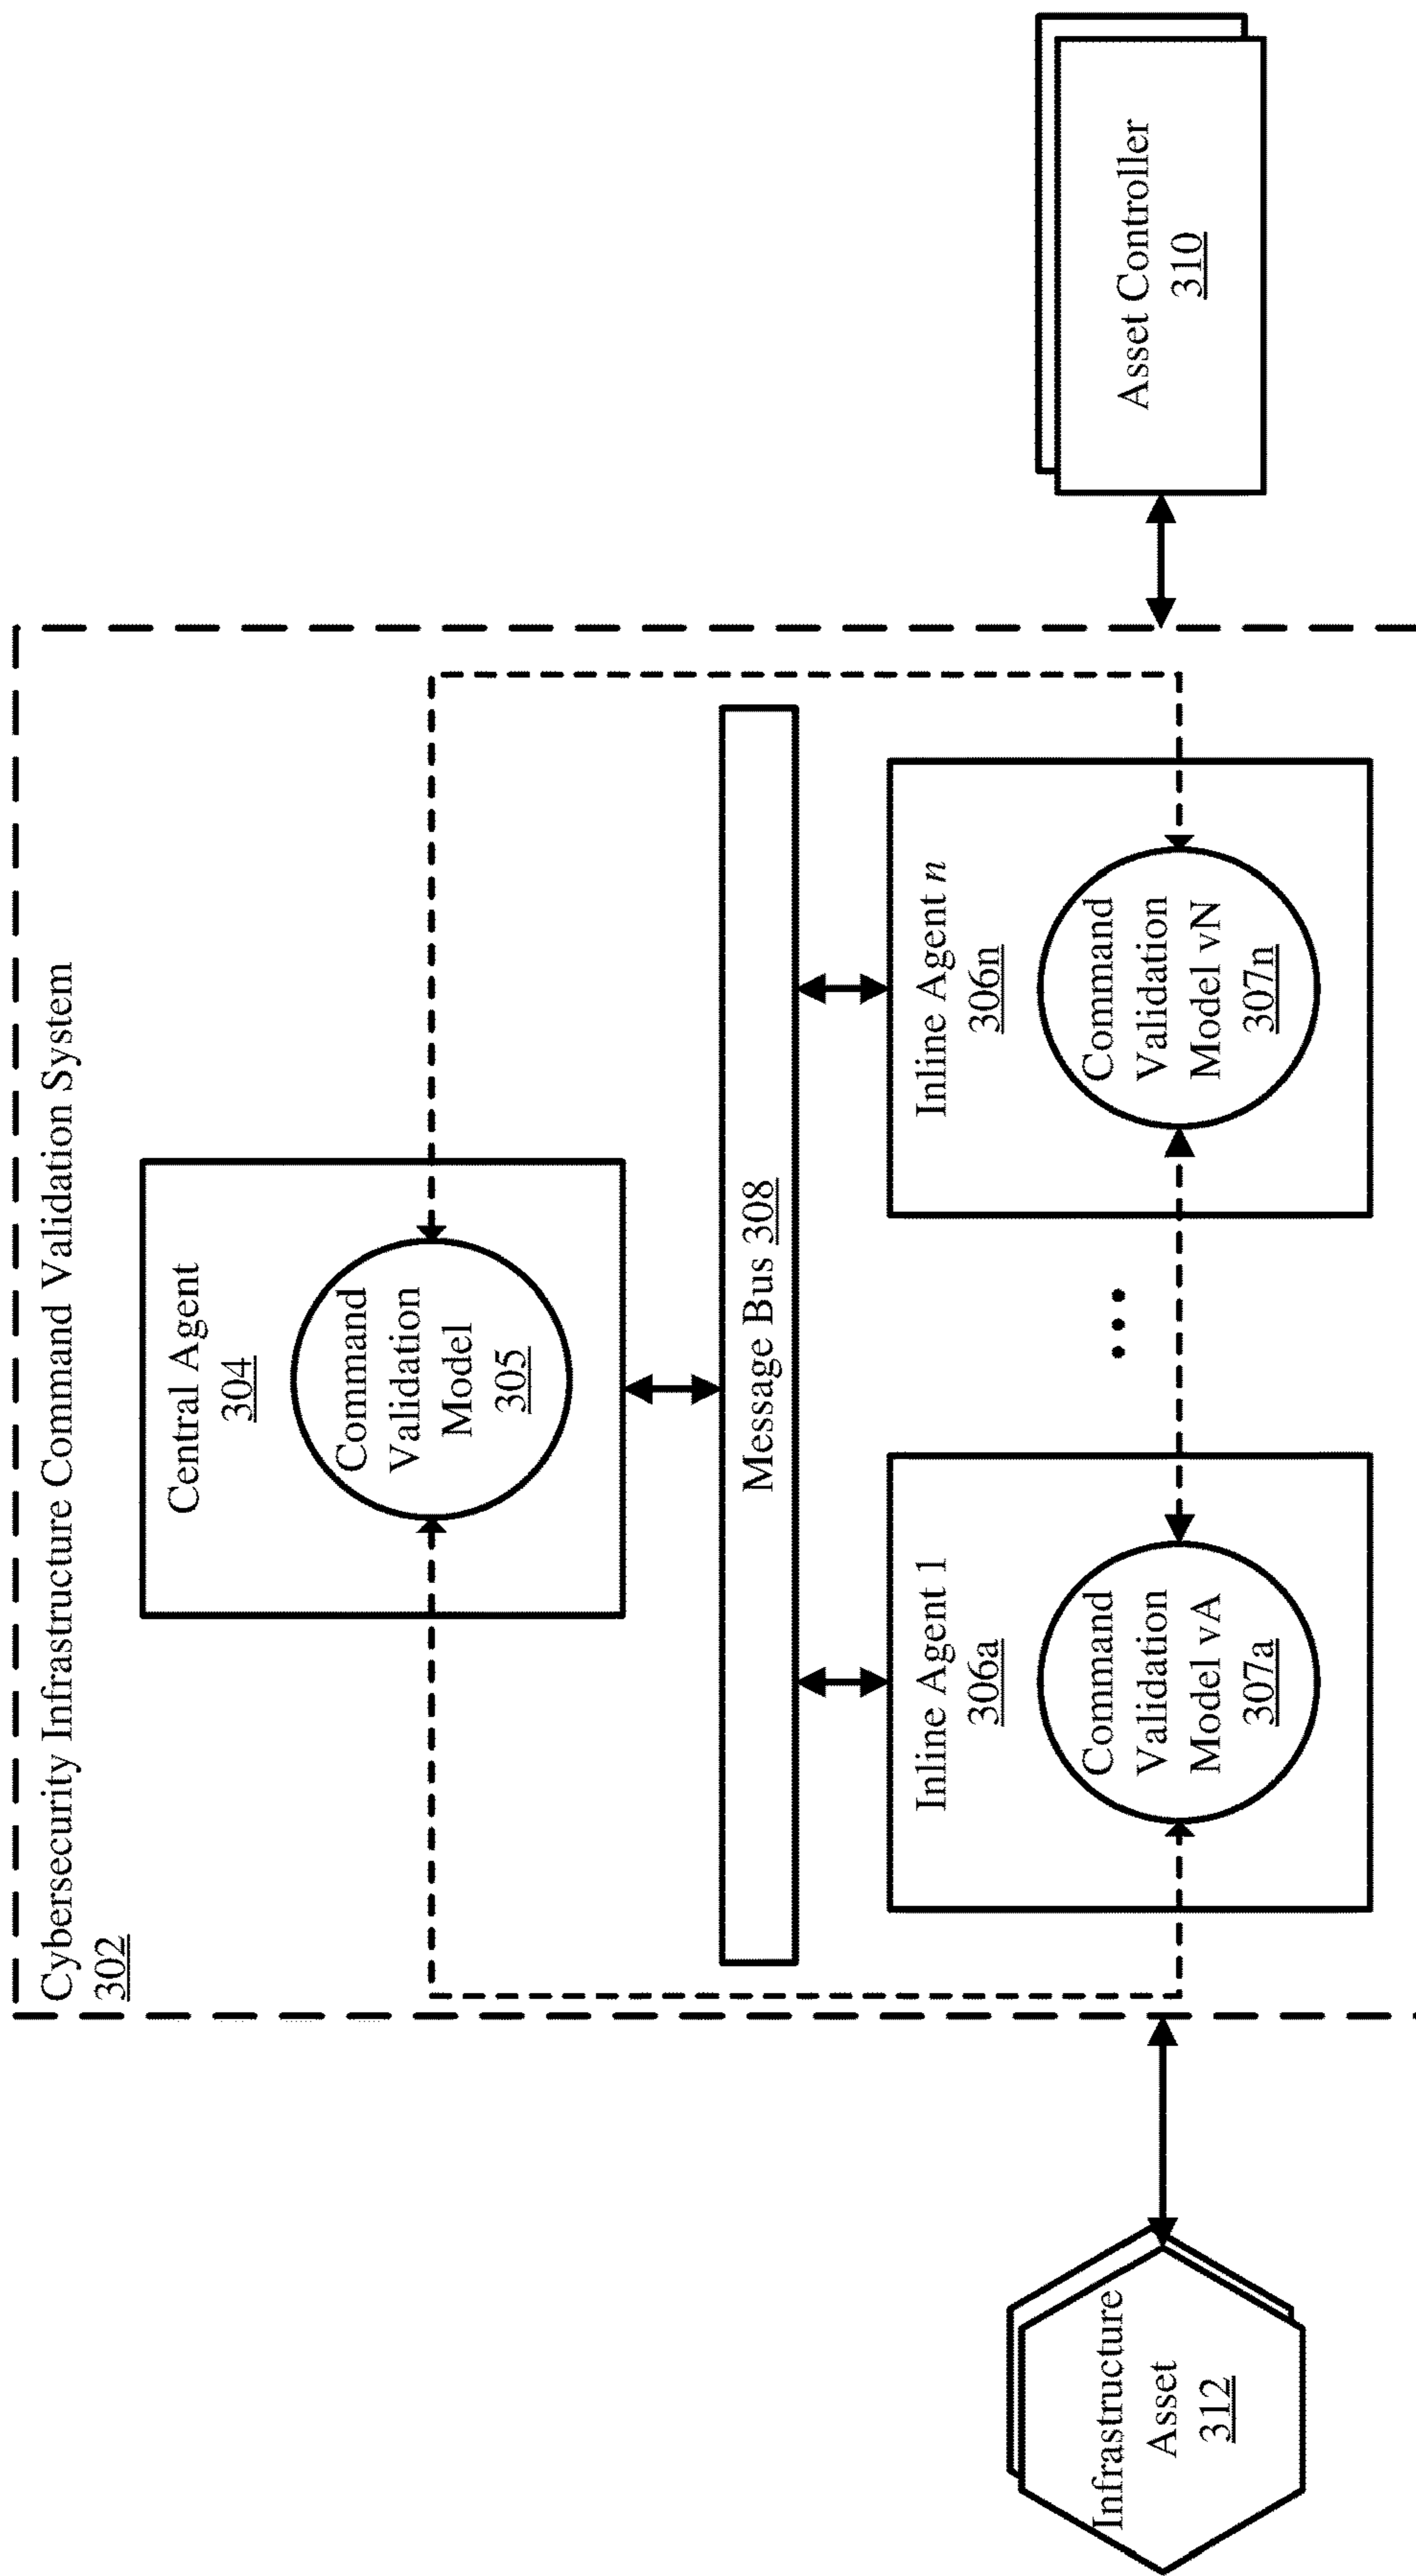 Cybersecurity Infrastructure Command Validation System
302
Central Agent
304
Command
Validation
Model
305
Message Bus 308
Inline Agent 1
306a
Command
Validation
Model vA
307a
...
Inline Agent n
306n
Command
Validation
Model vN
307n
Infrastructure
Asset
312
Asset Controller
310